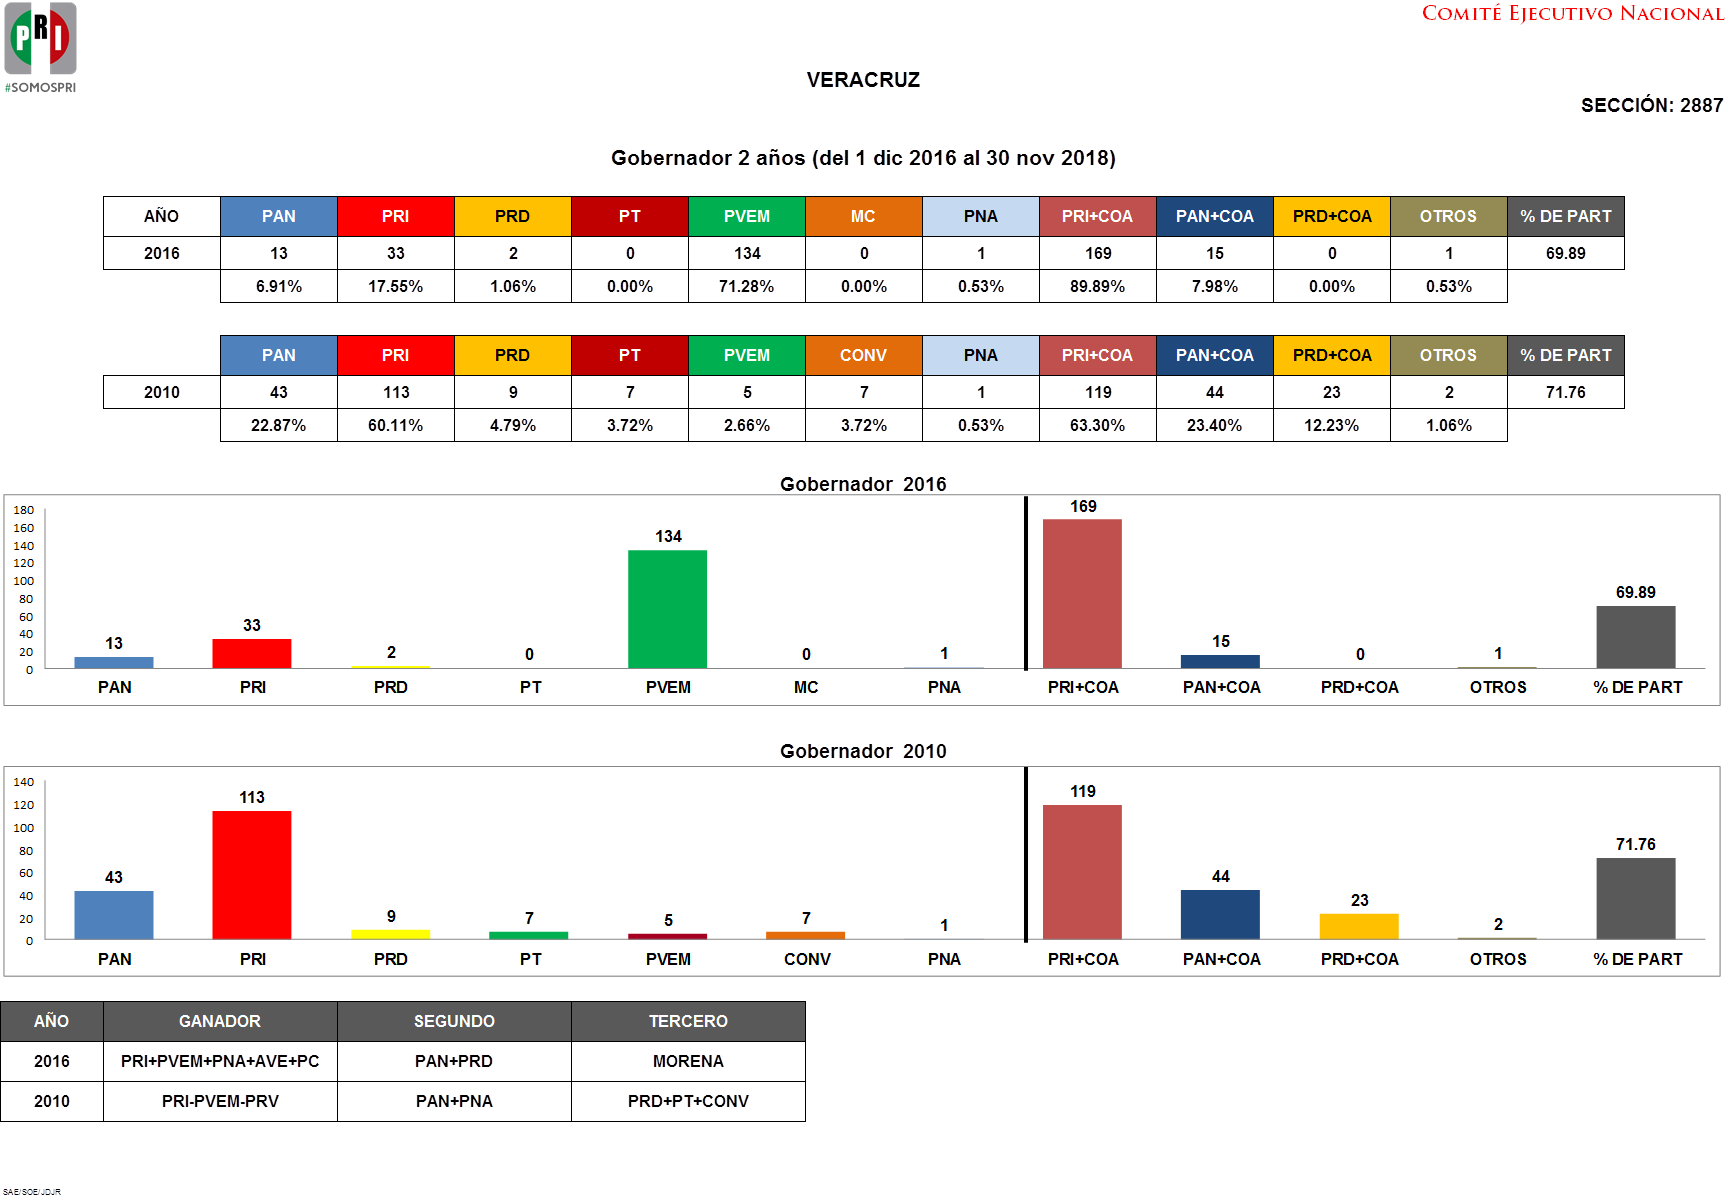 PRI
#SOMOSPRI
COMITÉ EJECUTIVO NACIONAL
VERACRUZ
SECCIÓN: 2887
Gobernador 2 años (del 1 dic 2016 al 30 nov 2018)
AÑO PAN PRI PRD PT PVEM MC PNA PRI+COA PAN+COA PRD+COA OTROS % DE PART
2016 13 33 2 0 134 0 1 169 15 0 1 69.89
6.91% 17.55% 1.06% 0.00% 71.28% 0.00% 0.53% 89.89% 7.98% 0.00% 0.53%
PAN PRI PRD PT PVEM CONV PNA PRI+COA PAN+COA PRD+COA OTROS % DE PART
2010 43 113 9 7 5 7 1 119 44 23 2 71.76
22.87% 60.11% 4.79% 3.72% 2.66% 3.72% 0.53% 63.30% 23.40% 12.23% 1.06%
Gobernador 2016
180
160
140
120
100
80
60
40
20
0
13 33 2 0 134 0 1 169 15 0 1 69.89
PAN PRI PRD PT PVEM MC PNA PRI+COA PAN+COA PRD+COA OTROS % DE PART
Gobernador 2010
140
120
100
80
60
40
20
0
43 113 9 7 5 7 1 119 44 23 2 71.76
PAN PRI PRD PT PVEM CONV PNA PRI+COA PAN+COA PRD+COA OTROS % DE PART
AÑO GANADOR SEGUNDO TERCERO
2016 PRI+PVEM+PNA+AVE+PC PAN+PRD MORENA
2010 PRI-PVEM-PRV PAN+PNA PRD+PT+CONV
SAE/SOE/JDJR